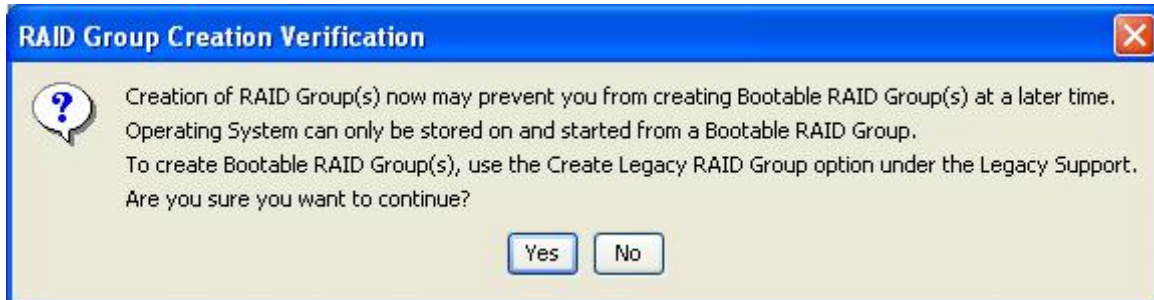 RAID Group Creation Verification
Creation of RAID Group(s) now may prevent you from creating Bootable RAID Group(s) at a later time.
Operating System can only be stored on and started from a Bootable RAID Group.
To create Bootable RAID Group(s), use the Create Legacy RAID Group option under the Legacy Support.
Are you sure you want to continue?
Yes No